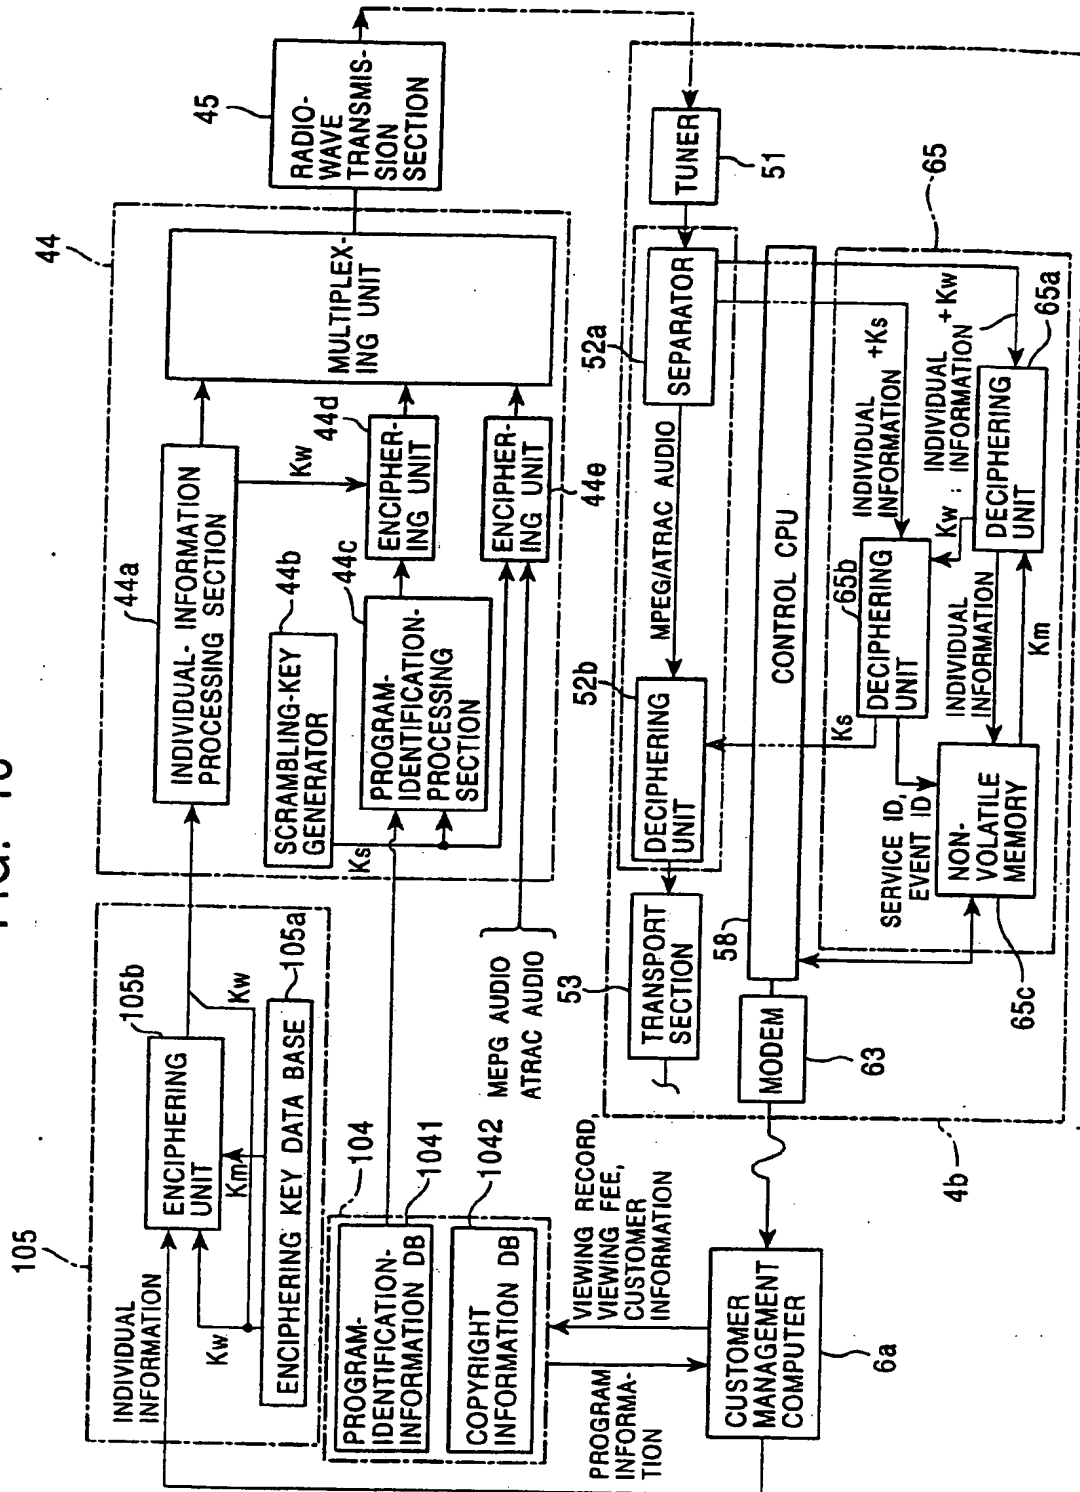 105
INDIVIDUAL
INFORMATION
ENCIPHERING
UNIT
105b
Kw
Km
Kw
ENCIPHERING KEY DATA BASE
105a
104
PROGRAM-
IDENTIFICATION-
INFORMATION DB
1041
COPYRIGHT
INFORMATION DB
1042
MEPG AUDIO
ATRAC AUDIO
44
44a
INDIVIDUAL- INFORMATION
PROCESSING SECTION
SCRAMBLING-KEY
GENERATOR
44b
Ks
44c
PROGRAM-
IDENTIFICATION-
PROCESSING
SECTION
Kw
44d
ENCIPHER-
ING UNIT
ENCIPHER-
ING UNIT
44e
MULTIPLEX-
ING UNIT
45
RADIO-
WAVE
TRANSMIS-
SION
SECTION
PROGRAM
INFORMA-
TION
VIEWING RECORD
VIEWING FEE,
CUSTOMER
INFORMATION
CUSTOMER
MANAGEMENT
COMPUTER
6a
4b
TUNER
51
52a
SEPARATOR
MPEG/ATRAC AUDIO
52b
DECIPHERING
UNIT
53
TRANSPORT
SECTION
58
CONTROL CPU
MODEM
63
65
INDIVIDUAL
INFORMATION +Ks
Kw ; INDIVIDUAL
INFORMATION +Kw
65a
DECIPHERING
UNIT
65b
DECIPHERING
UNIT
Ks
INDIVIDUAL
INFORMATION
Km
SERVICE ID,
EVENT ID
NON-
VOLATILE
MEMORY
65c